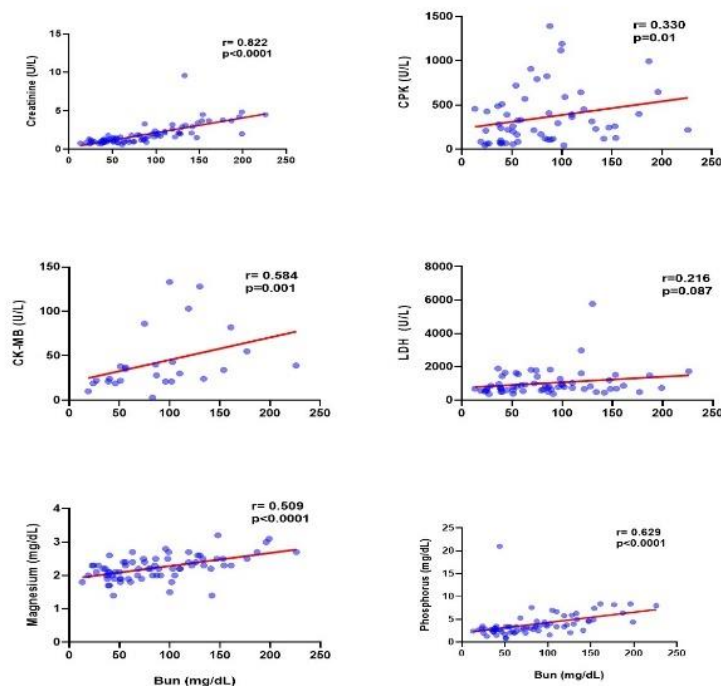 r= 0.822
p<0.0001
Creatinine (U/L)
15
10
5
0
0 50 100 150 200 250
r= 0.330
p=0.01
CPK (U/L)
1500
1000
500
0
0 50 100 150 200 250
r= 0.584
p=0.001
CK-MB (U/L)
150
100
50
0
0 50 100 150 200 250
r=0.216
p=0.087
LDH (U/L)
8000
6000
4000
2000
0
0 50 100 150 200 250
r= 0.509
p<0.0001
Magnesium (mg/dL)
4
3
2
1
0
0 50 100 150 200 250
Bun (mg/dL)
r= 0.629
p<0.0001
Phosphorus (mg/dL)
25
20
15
10
5
0
0 50 100 150 200 250
Bun (mg/dL)